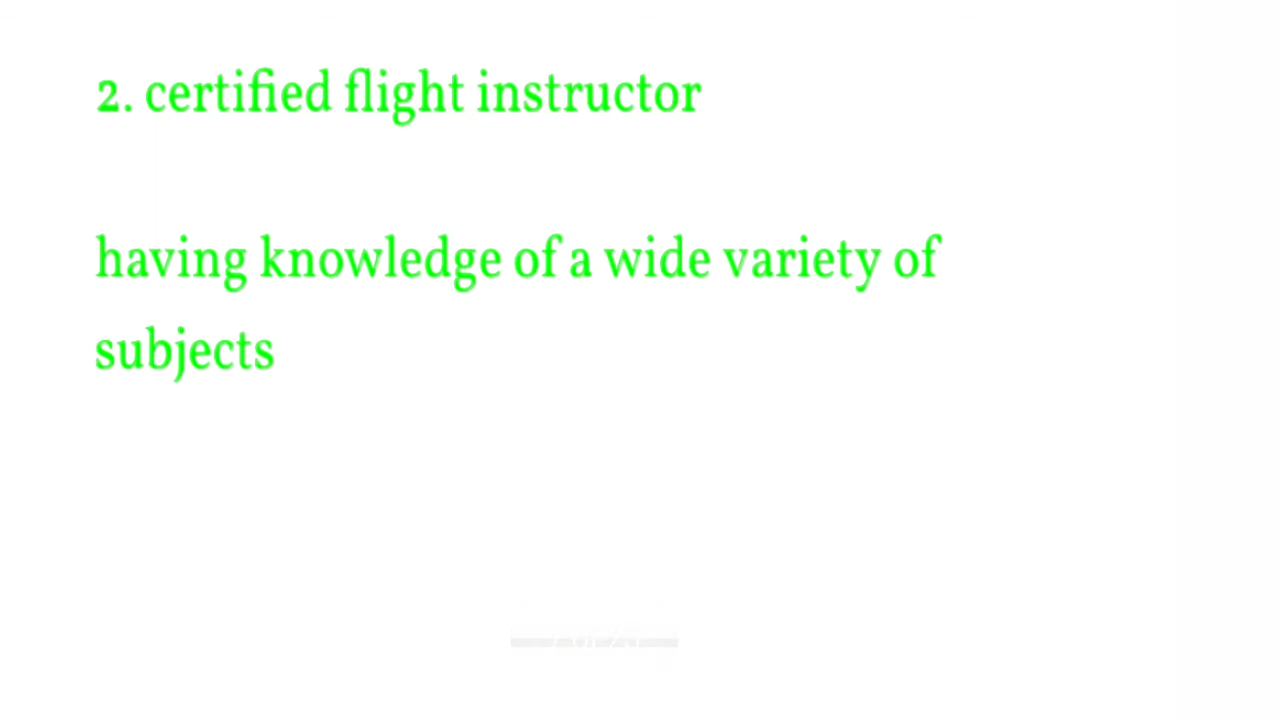 2. certified flight instructor
having knowledge of a wide variety of
subjects